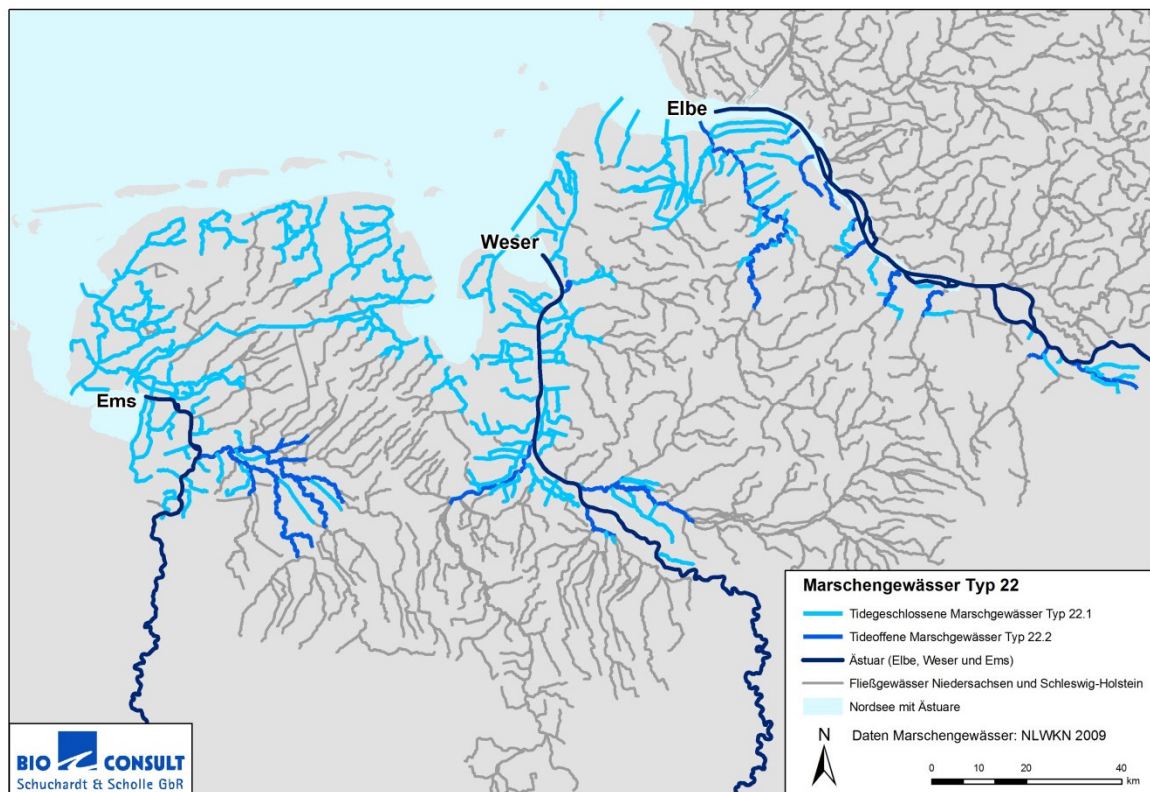 Elbe
Weser
Ems
Marschengewässer Typ 22
Tidegeschlossene Marschgewässer Typ 22.1
Tideoffene Marschgewässer Typ 22.2
Ästuar (Elbe, Weser und Ems)
Fließgewässer Niedersachsen und Schleswig-Holstein
Nordsee mit Ästuare
N
Daten Marschengewässer: NLWKN 2009
0 10 20 40
km
BIO CONSULT
Schuchardt & Scholle GbR